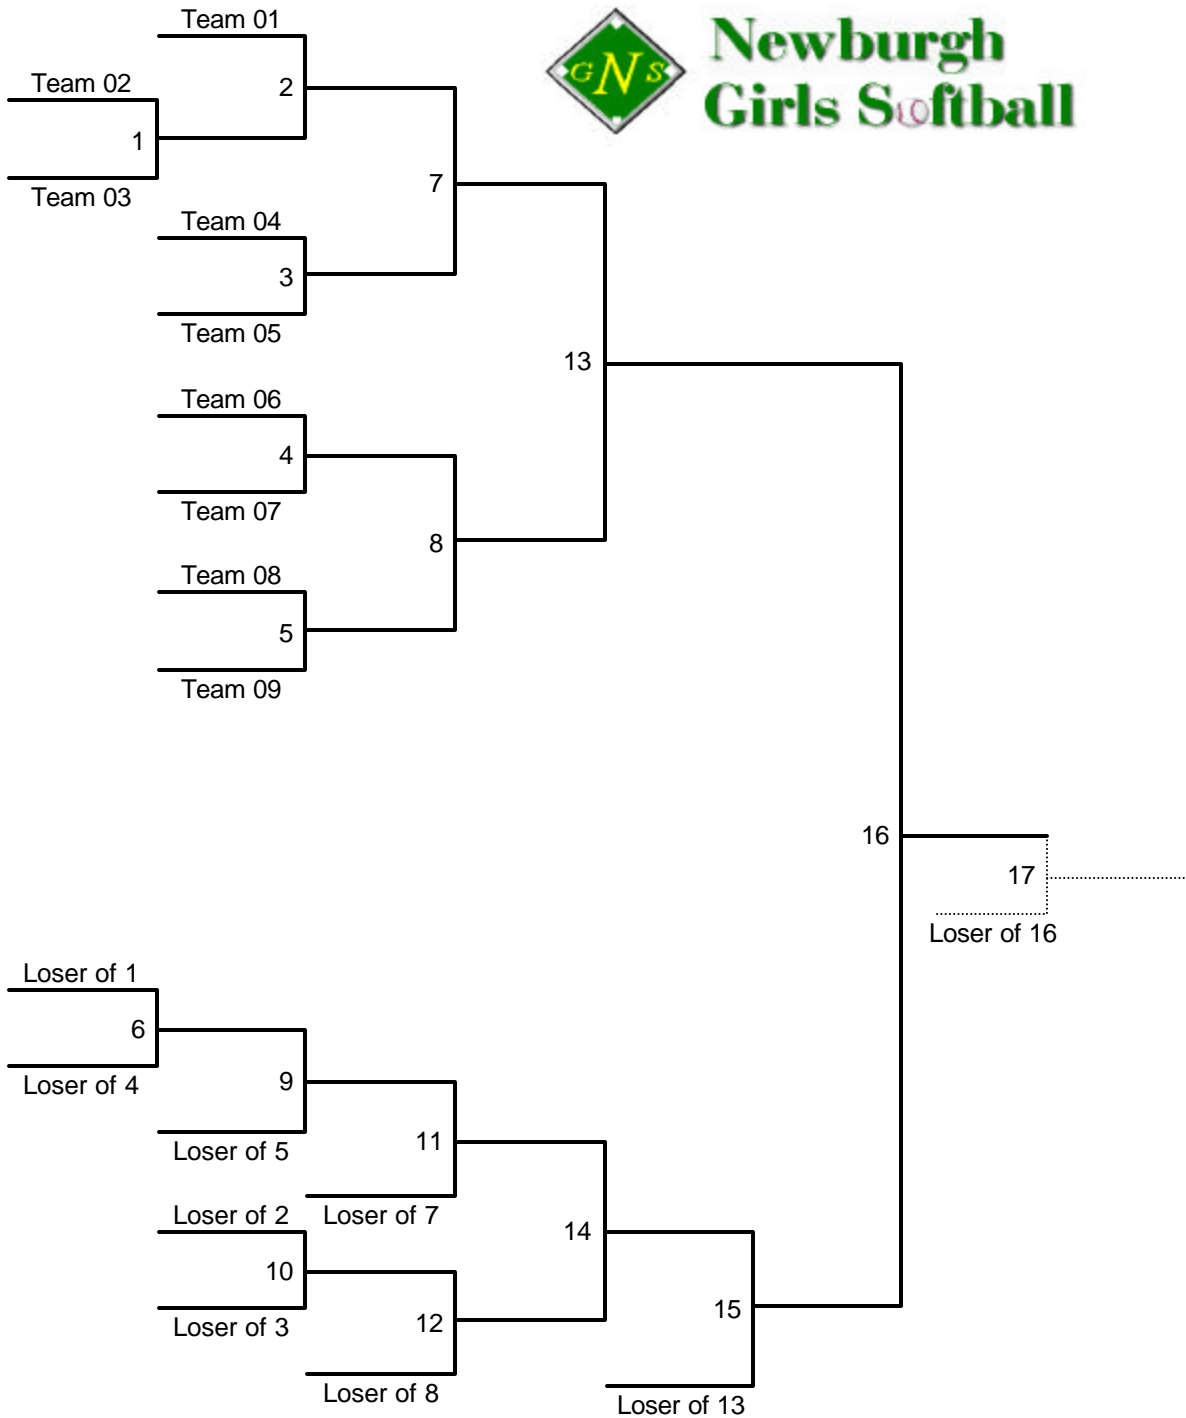 Team 01
Newburgh
Girls Softball
G N S
Team 02
2
1
Team 03
7
Team 04
3
Team 05
13
Team 06
4
Team 07
8
Team 08
5
Team 09
16
17
Loser of 16
Loser of 1
6
Loser of 4
9
Loser of 5
11
Loser of 7
Loser of 2
14
10
Loser of 3
15
12
Loser of 8
Loser of 13